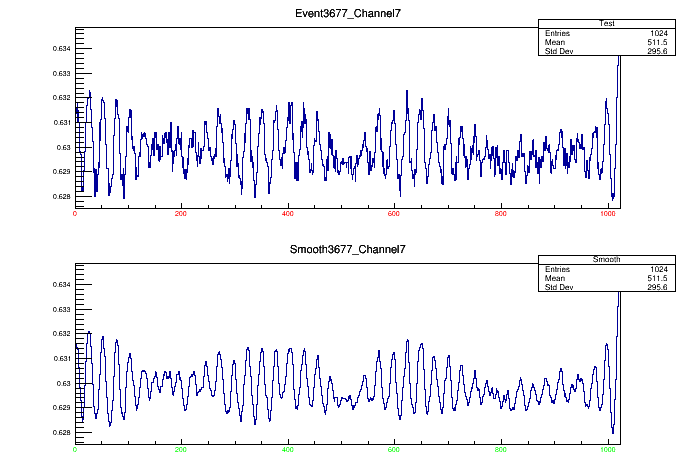 Event3677_Channel7
Test
Entries 1024
Mean 511.5
Std Dev 295.6
0.634
0.633
0.632
0.631
0.63
0.629
0.628
0 200 400 600 800 1000
Smooth3677_Channel7
Smooth
Entries 1024
Mean 511.5
Std Dev 295.6
0.634
0.633
0.632
0.631
0.63
0.629
0.628
0 200 400 600 800 1000